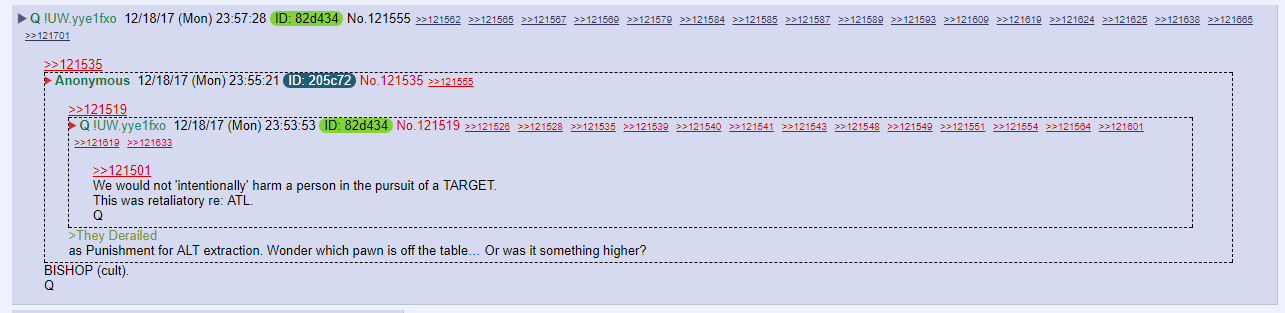 ▶ Q !UW.yye1fxo 12/18/17 (Mon) 23:57:28 ID: 82d434 No.121555 >>121562 >>121565 >>121567 >>121569 >>121579 >>121584 >>121585 >>121587 >>121589 >>121593 >>121609 >>121619 >>121624 >>121625 >>121638 >>121665
>>121701
>>121535
▶ Anonymous 12/18/17 (Mon) 23:55:21 ID: 205c72 No.121535 >>121555
>>121519
▶ Q !UW.yye1fxo 12/18/17 (Mon) 23:53:53 ID: 82d434 No.121519 >>121526 >>121528 >>121535 >>121539 >>121540 >>121541 >>121543 >>121548 >>121549 >>121551 >>121554 >>121564 >>121601
>>121619 >>121633
>>121501
We would not 'intentionally' harm a person in the pursuit of a TARGET.
This was retaliatory re: ATL.
Q
>They Derailed
as Punishment for ALT extraction. Wonder which pawn is off the table… Or was it something higher?
BISHOP (cult).
Q